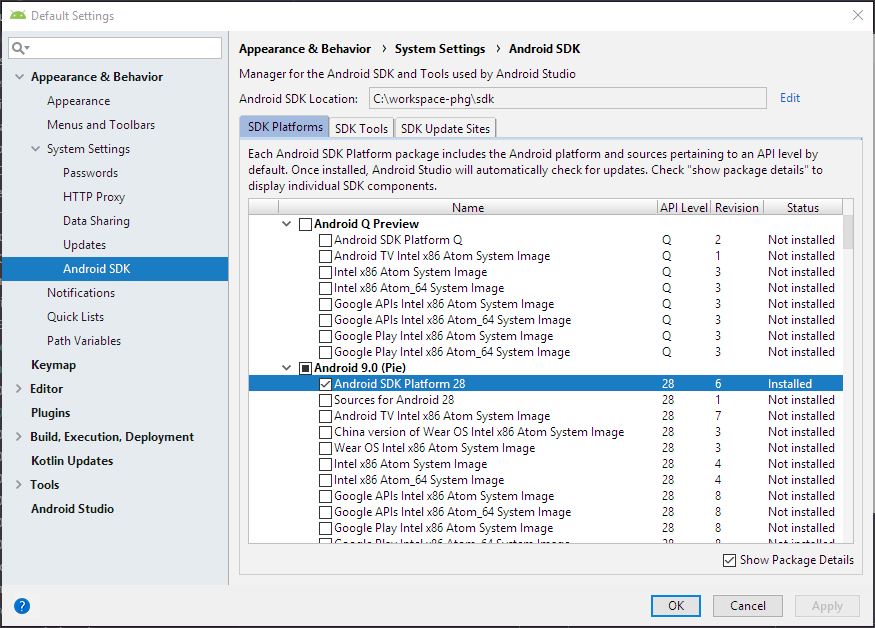 Default Settings
Appearance & Behavior
Appearance
Menus and Toolbars
System Settings
Passwords
HTTP Proxy
Data Sharing
Updates
Android SDK
Notifications
Quick Lists
Path Variables
Keymap
Editor
Plugins
Build, Execution, Deployment
Kotlin Updates
Tools
Android Studio
Appearance & Behavior › System Settings › Android SDK
Manager for the Android SDK and Tools used by Android Studio
Android SDK Location: C:\workspace-phg\sdk Edit
SDK Platforms SDK Tools SDK Update Sites
Each Android SDK Platform package includes the Android platform and sources pertaining to an API level by
default. Once installed, Android Studio will automatically check for updates. Check "show package details" to
display individual SDK components.
Name API Level Revision Status
Android Q Preview
Android SDK Platform Q Q 2 Not installed
Android TV Intel x86 Atom System Image Q 1 Not installed
Intel x86 Atom System Image Q 3 Not installed
Intel x86 Atom_64 System Image Q 3 Not installed
Google APIs Intel x86 Atom System Image Q 3 Not installed
Google APIs Intel x86 Atom_64 System Image Q 3 Not installed
Google Play Intel x86 Atom System Image Q 3 Not installed
Google Play Intel x86 Atom_64 System Image Q 3 Not installed
Android 9.0 (Pie)
Android SDK Platform 28 28 6 Installed
Sources for Android 28 28 1 Not installed
Android TV Intel x86 Atom System Image 28 7 Not installed
China version of Wear OS Intel x86 Atom System Image 28 3 Not installed
Wear OS Intel x86 Atom System Image 28 3 Not installed
Intel x86 Atom System Image 28 4 Not installed
Intel x86 Atom_64 System Image 28 4 Not installed
Google APIs Intel x86 Atom System Image 28 8 Not installed
Google APIs Intel x86 Atom_64 System Image 28 8 Not installed
Google Play Intel x86 Atom System Image 28 8 Not installed
Show Package Details
? OK Cancel Apply